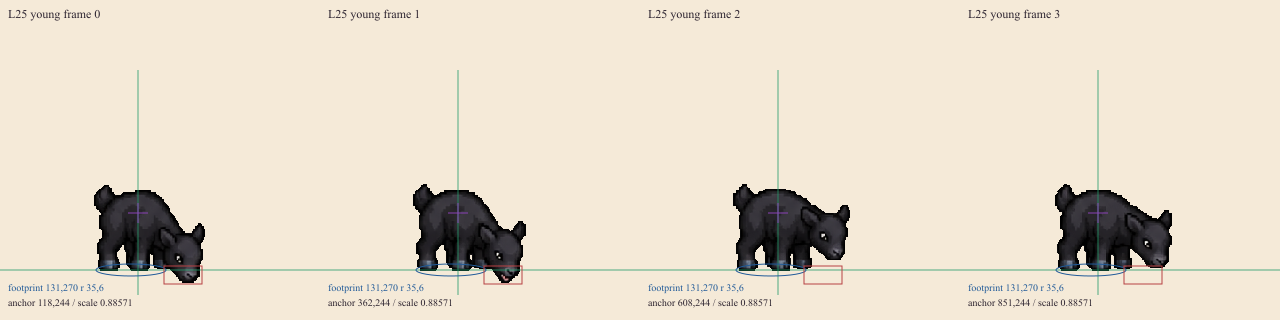 L25 young frame 0
L25 young frame 1
L25 young frame 2
L25 young frame 3
footprint 131,270 r 35,6
footprint 131,270 r 35,6
footprint 131,270 r 35,6
footprint 131,270 r 35,6
anchor 118,244 / scale 0.88571
anchor 362,244 / scale 0.88571
anchor 608,244 / scale 0.88571
anchor 851,244 / scale 0.88571